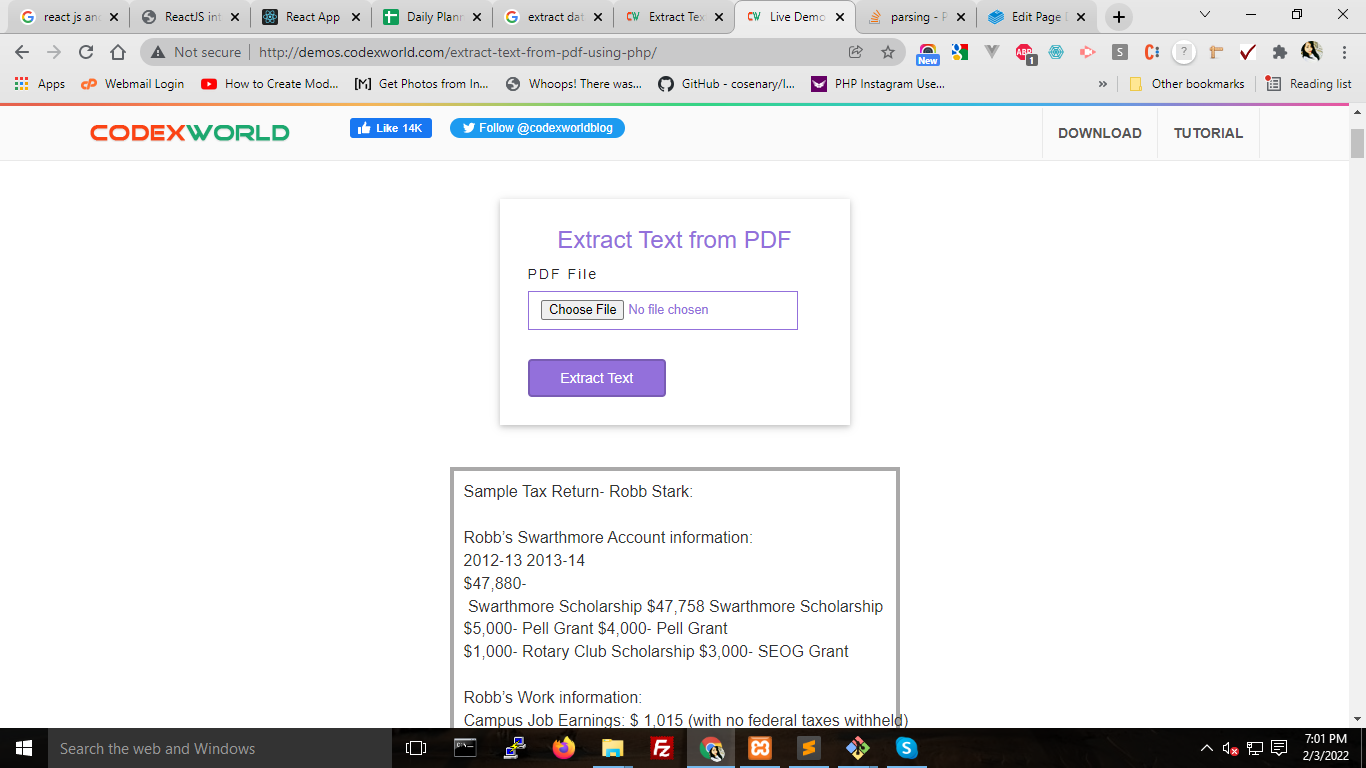 react js an
ReactJS int
React App
Daily Plann
extract dat
Extract Tex
Live Demo
parsing - P
Edit Page D
Not secure | http://demos.codexworld.com/extract-text-from-pdf-using-php/
New
ABP
1
S
C
?
Apps
Webmail Login
How to Create Mod...
[M] Get Photos from In...
Whoops! There was...
GitHub - cosenary/I...
PHP Instagram Use...
»
Other bookmarks
Reading list
CODEXWORLD
Like 14K
Follow @codexworldblog
DOWNLOAD
TUTORIAL
Extract Text from PDF
PDF File
Choose File No file chosen
Extract Text
Sample Tax Return- Robb Stark:
Robb’s Swarthmore Account information:
2012-13 2013-14
$47,880-
Swarthmore Scholarship $47,758 Swarthmore Scholarship
$5,000- Pell Grant $4,000- Pell Grant
$1,000- Rotary Club Scholarship $3,000- SEOG Grant
Robb’s Work information:
Campus Job Earnings: $ 1,015 (with no federal taxes withheld)
Search the web and Windows
7:01 PM
2/3/2022